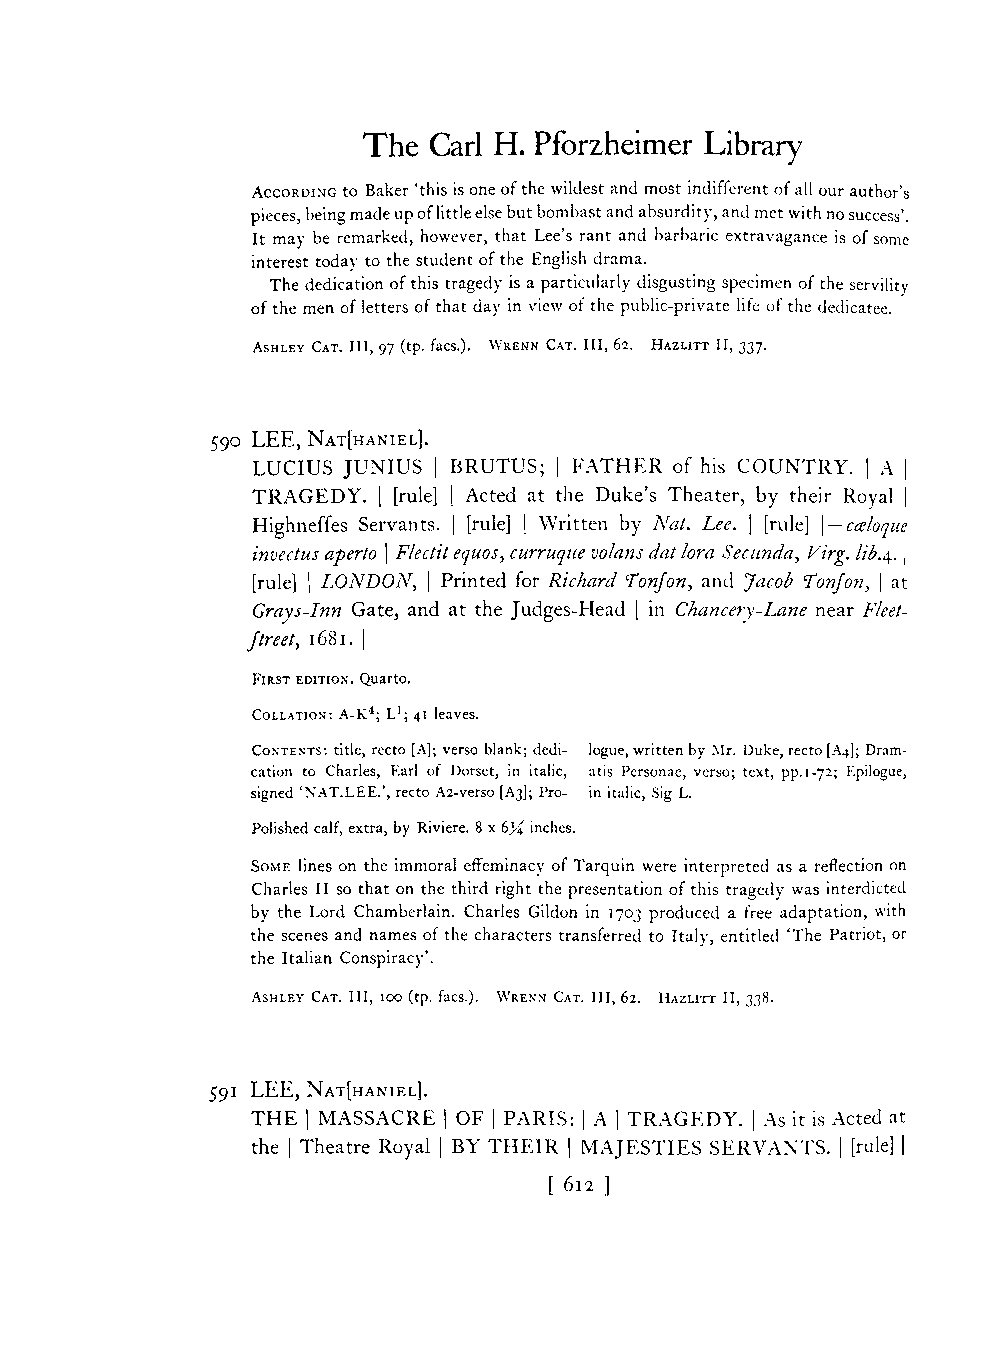 The Carl H. Pforzheimer Library
ACCORDING to Baker 'this is one of the wildest and most indifferent of all our author's
pieces, being made up of little else but bombast and absurdity, and met with no success'.
It may be remarked, however, that Lee's rant and barbaric extravagance is of some
interest today to the student of the English drama.
The dedication of this tragedy is a particularly disgusting specimen of the servility
of the men of letters of that day in view of the public-private life of the dedicatee.
ASHLEY CAT. III, 97 (tp. facs.). WRENN CAT. III, 62. HAZLITT II, 337.
590 LEE, NAT[HANIEL].
LUCIUS JUNIUS | BRUTUS; | FATHER of his COUNTRY. | A |
TRAGEDY. | [rule] | Acted at the Duke's Theater, by their Royal |
Highneſſes Servants. | [rule] | Written by Nat. Lee. | [rule] |—cæloque
invectus aperto | Flectit equos, curruque volans dat lora Secunda, Virg. lib.4. |
[rule] | LONDON, | Printed for Richard Tonſon, and Jacob Tonſon, | at
Grays-Inn Gate, and at the Judges-Head | in Chancery-Lane near Fleet-
ſtreet, 1681. |
FIRST EDITION. Quarto.
COLLATION: A-K⁴; L¹; 41 leaves.
CONTENTS: title, recto [A]; verso blank; dedi-
cation to Charles, Earl of Dorset, in italic,
signed 'NAT.LEE.', recto A2-verso [A3]; Pro-
logue, written by Mr. Duke, recto [A4]; Dram-
atis Personae, verso; text, pp.1-72; Epilogue,
in italic, Sig L.
Polished calf, extra, by Riviere. 8 x 6¼ inches.
SOME lines on the immoral effeminacy of Tarquin were interpreted as a reflection on
Charles II so that on the third right the presentation of this tragedy was interdicted
by the Lord Chamberlain. Charles Gildon in 1703 produced a free adaptation, with
the scenes and names of the characters transferred to Italy, entitled 'The Patriot, or
the Italian Conspiracy'.
ASHLEY CAT. III, 100 (tp. facs.). WRENN CAT. III, 62. HAZLITT II, 338.
591 LEE, NAT[HANIEL].
THE | MASSACRE | OF | PARIS: | A | TRAGEDY. | As it is Acted at
the | Theatre Royal | BY THEIR | MAJESTIES SERVANTS. | [rule] |
[ 612 ]